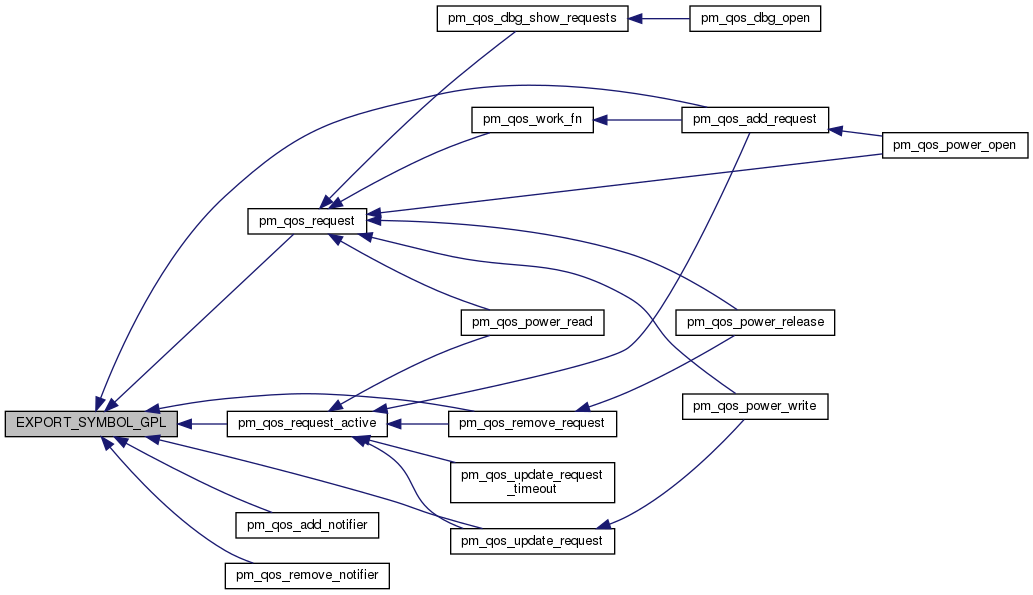 pm_qos_dbg_show_requests
pm_qos_dbg_open
pm_qos_work_fn
pm_qos_add_request
pm_qos_power_open
pm_qos_request
pm_qos_power_read
pm_qos_power_release
pm_qos_power_write
EXPORT_SYMBOL_GPL
pm_qos_request_active
pm_qos_remove_request
pm_qos_update_request
_timeout
pm_qos_add_notifier
pm_qos_update_request
pm_qos_remove_notifier